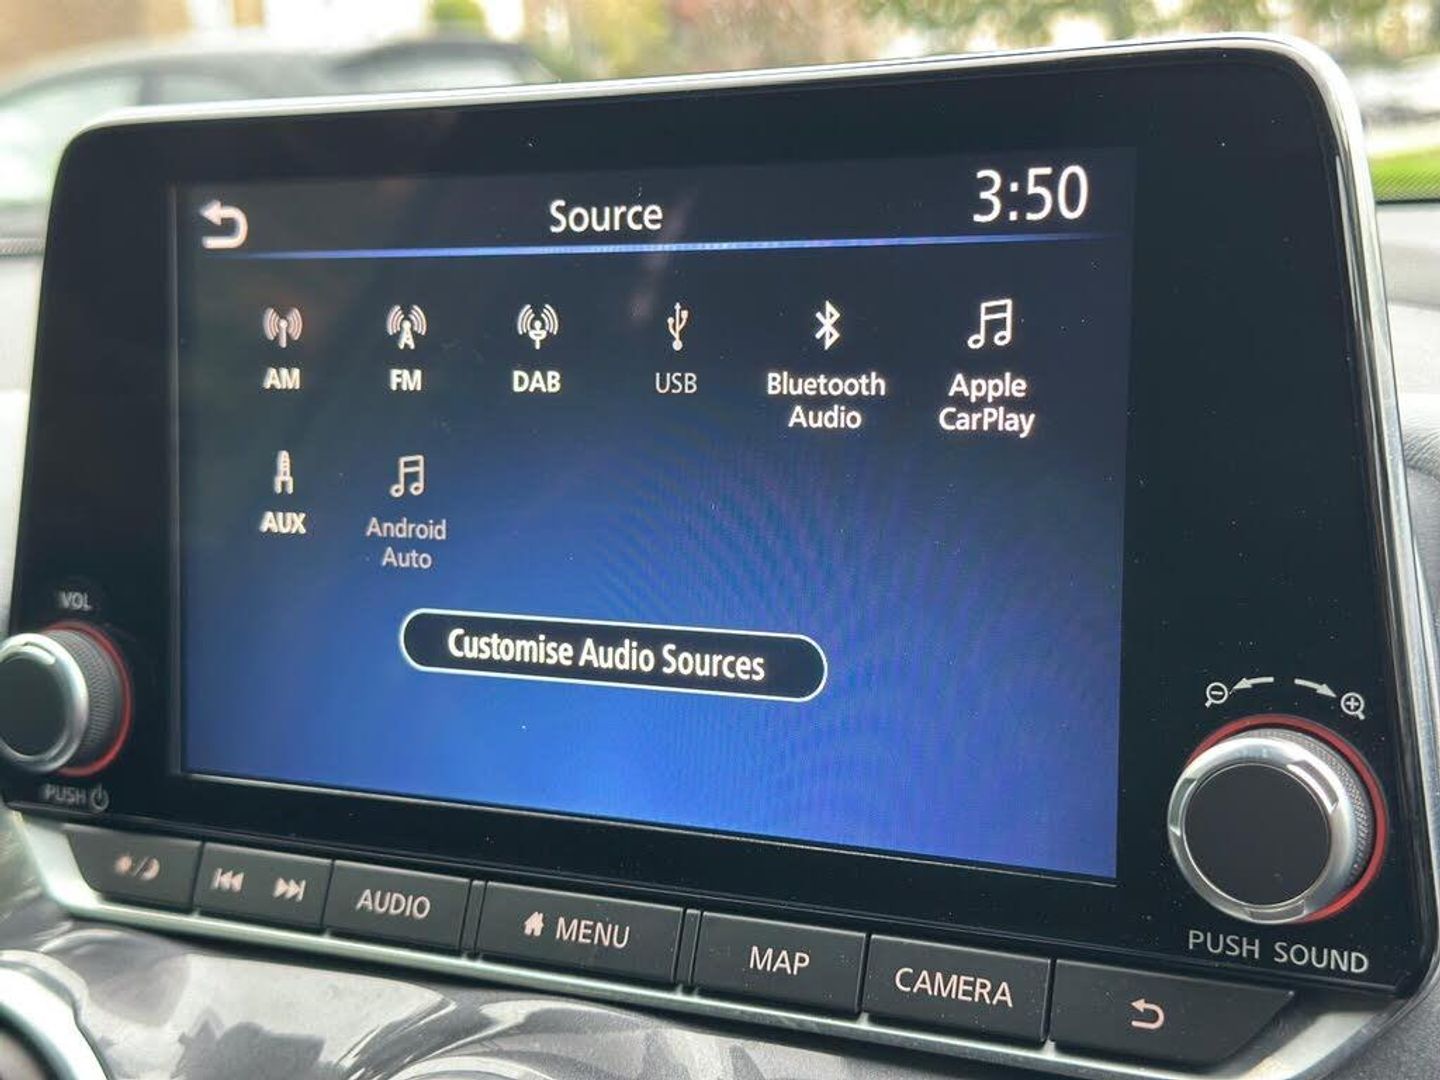 Source
3:50
AM
FM
DAB
USB
Bluetooth
Audio
Apple
CarPlay
AUX
Android
Auto
Customise Audio Sources
VOL
PUSH
AUDIO
MENU
MAP
CAMERA
PUSH SOUND